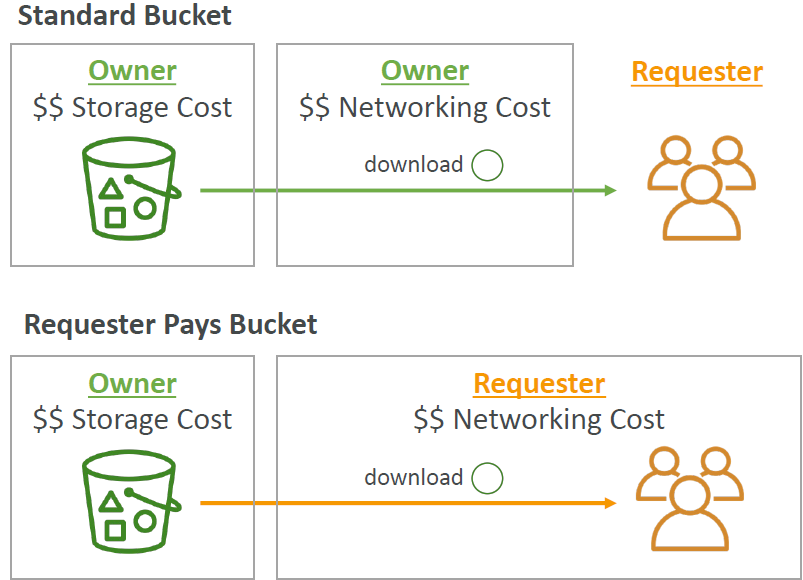 Standard Bucket
Owner
$$ Storage Cost
Owner
$$ Networking Cost
download
Requester
Requester Pays Bucket
Owner
$$ Storage Cost
Requester
$$ Networking Cost
download